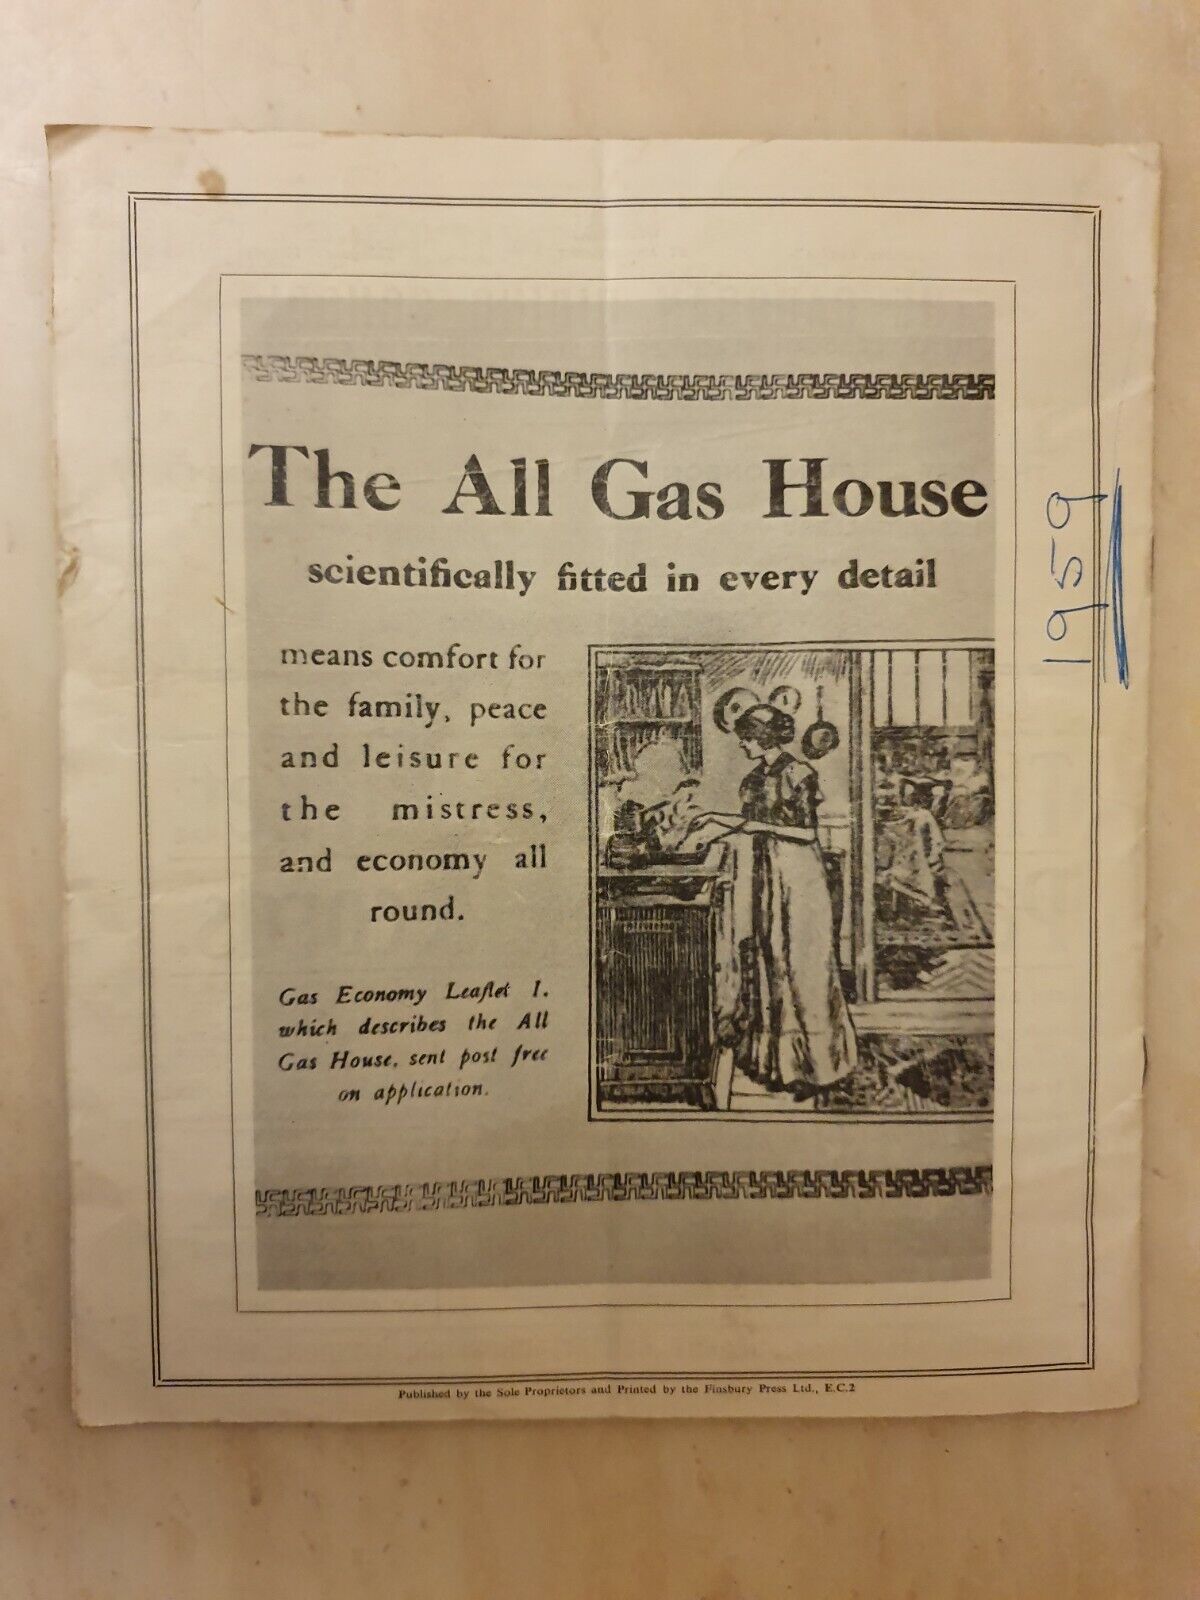 The All Gas House
scientifically fitted in every detail
means comfort for
the family, peace
and leisure for
the mistress,
and economy all
round.
Gas Economy Leaflet 1.
which describes the All
Gas House, sent post free
on application.
1959
Published by the Sole Proprietors and Printed by the Finsbury Press Ltd., E.C.2